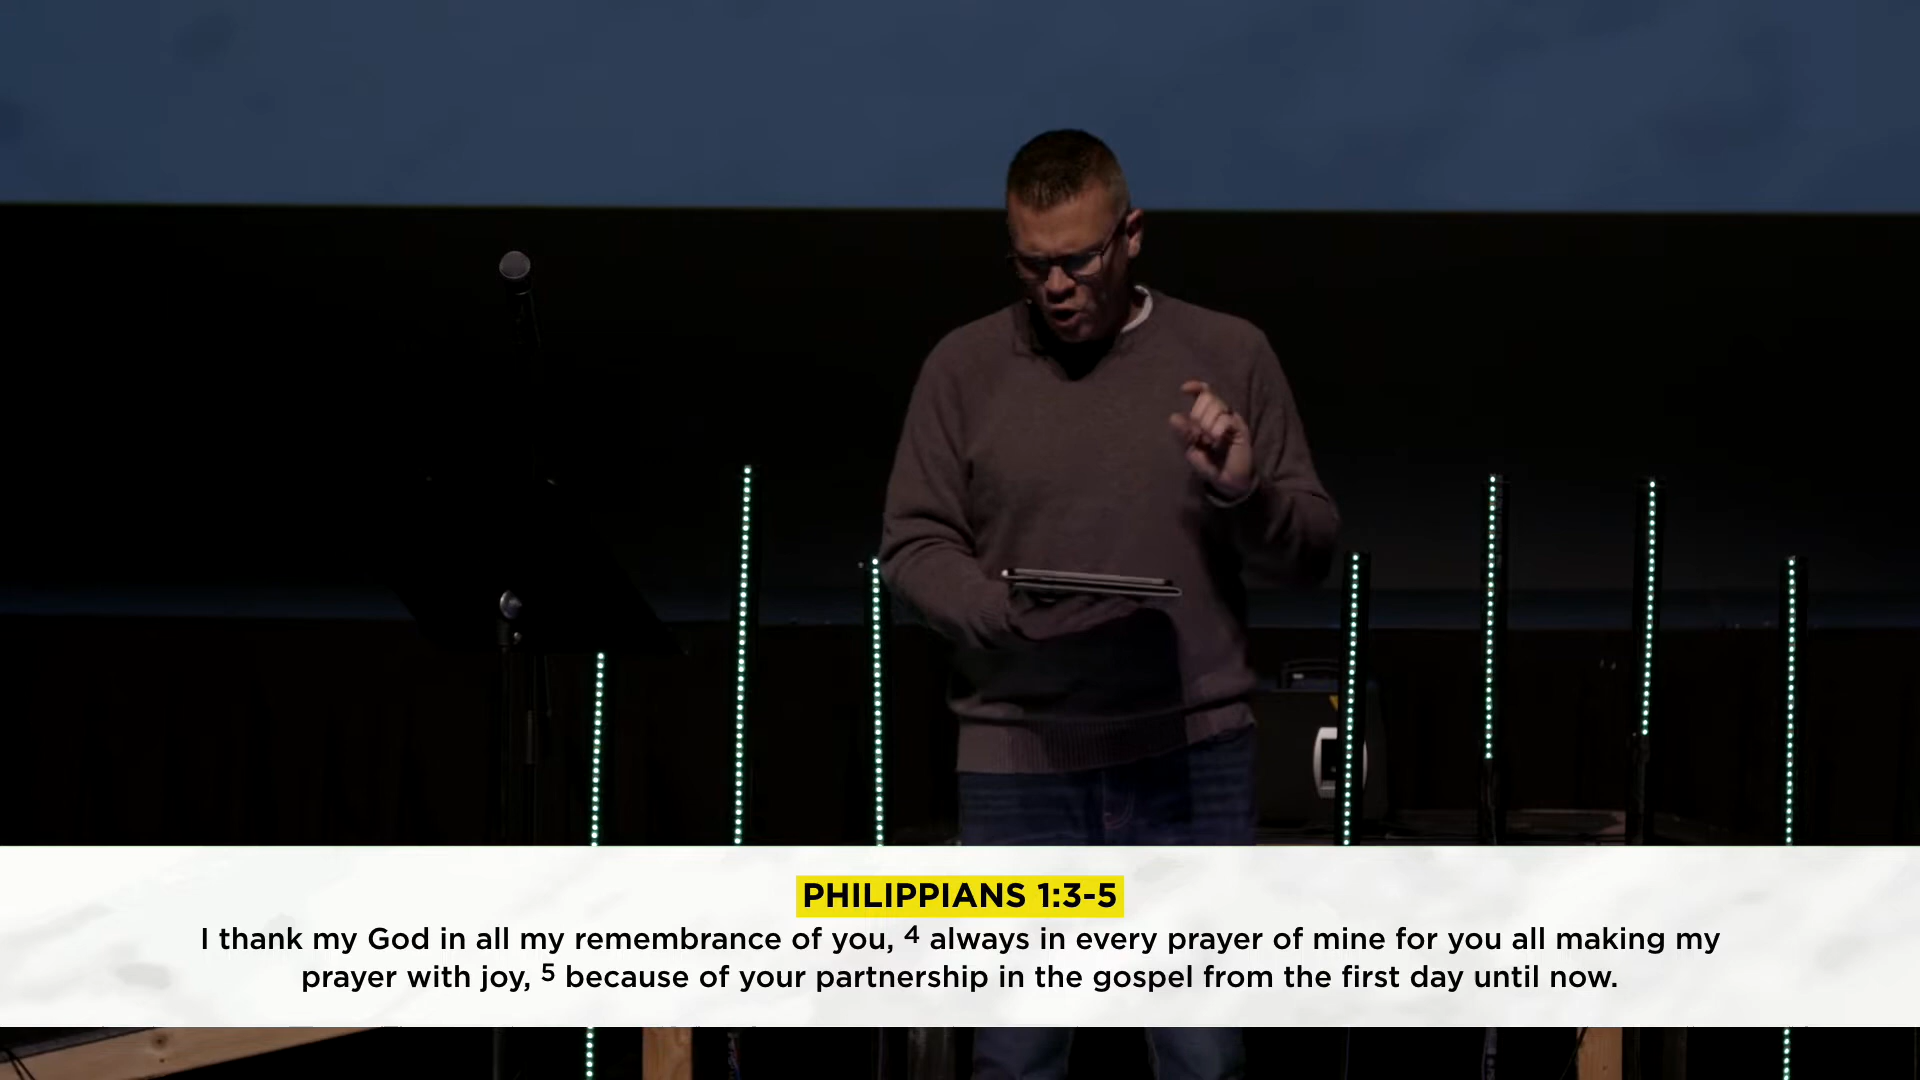 PHILIPPIANS 1:3-5
I thank my God in all my remembrance of you, 4 always in every prayer of mine for you all making my
prayer with joy, 5 because of your partnership in the gospel from the first day until now.